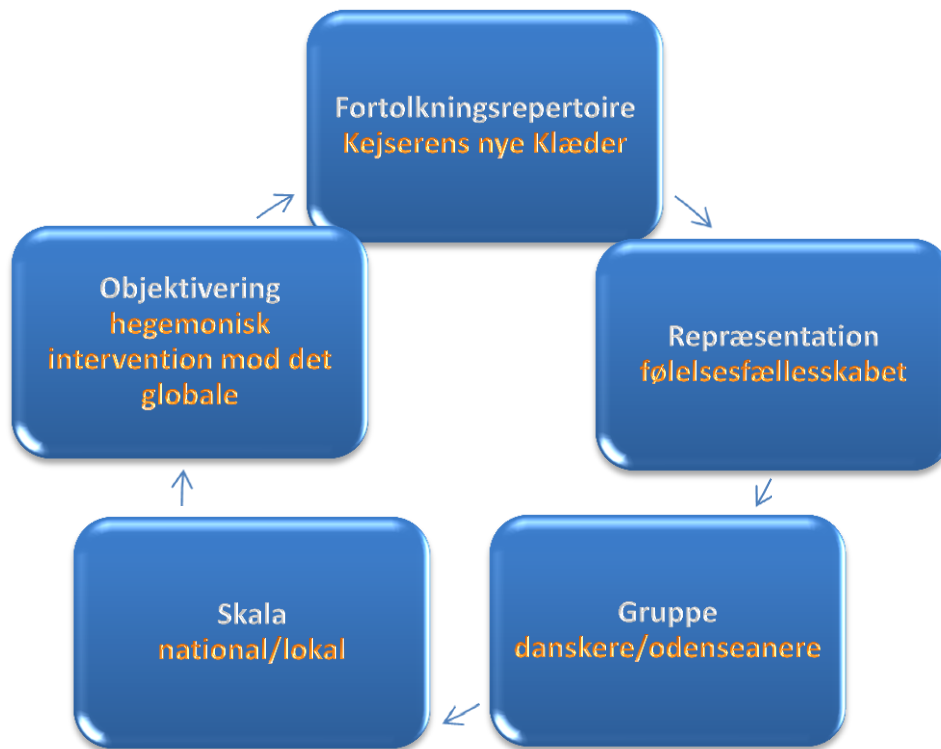 Fortolkningsrepertoire
Kejserens nye Klæder
Repræsentation
følelsesfællesskabet
Gruppe
danskere/odenseanere
Skala
national/lokal
Objektivering
hegemonisk
intervention mod det
globale